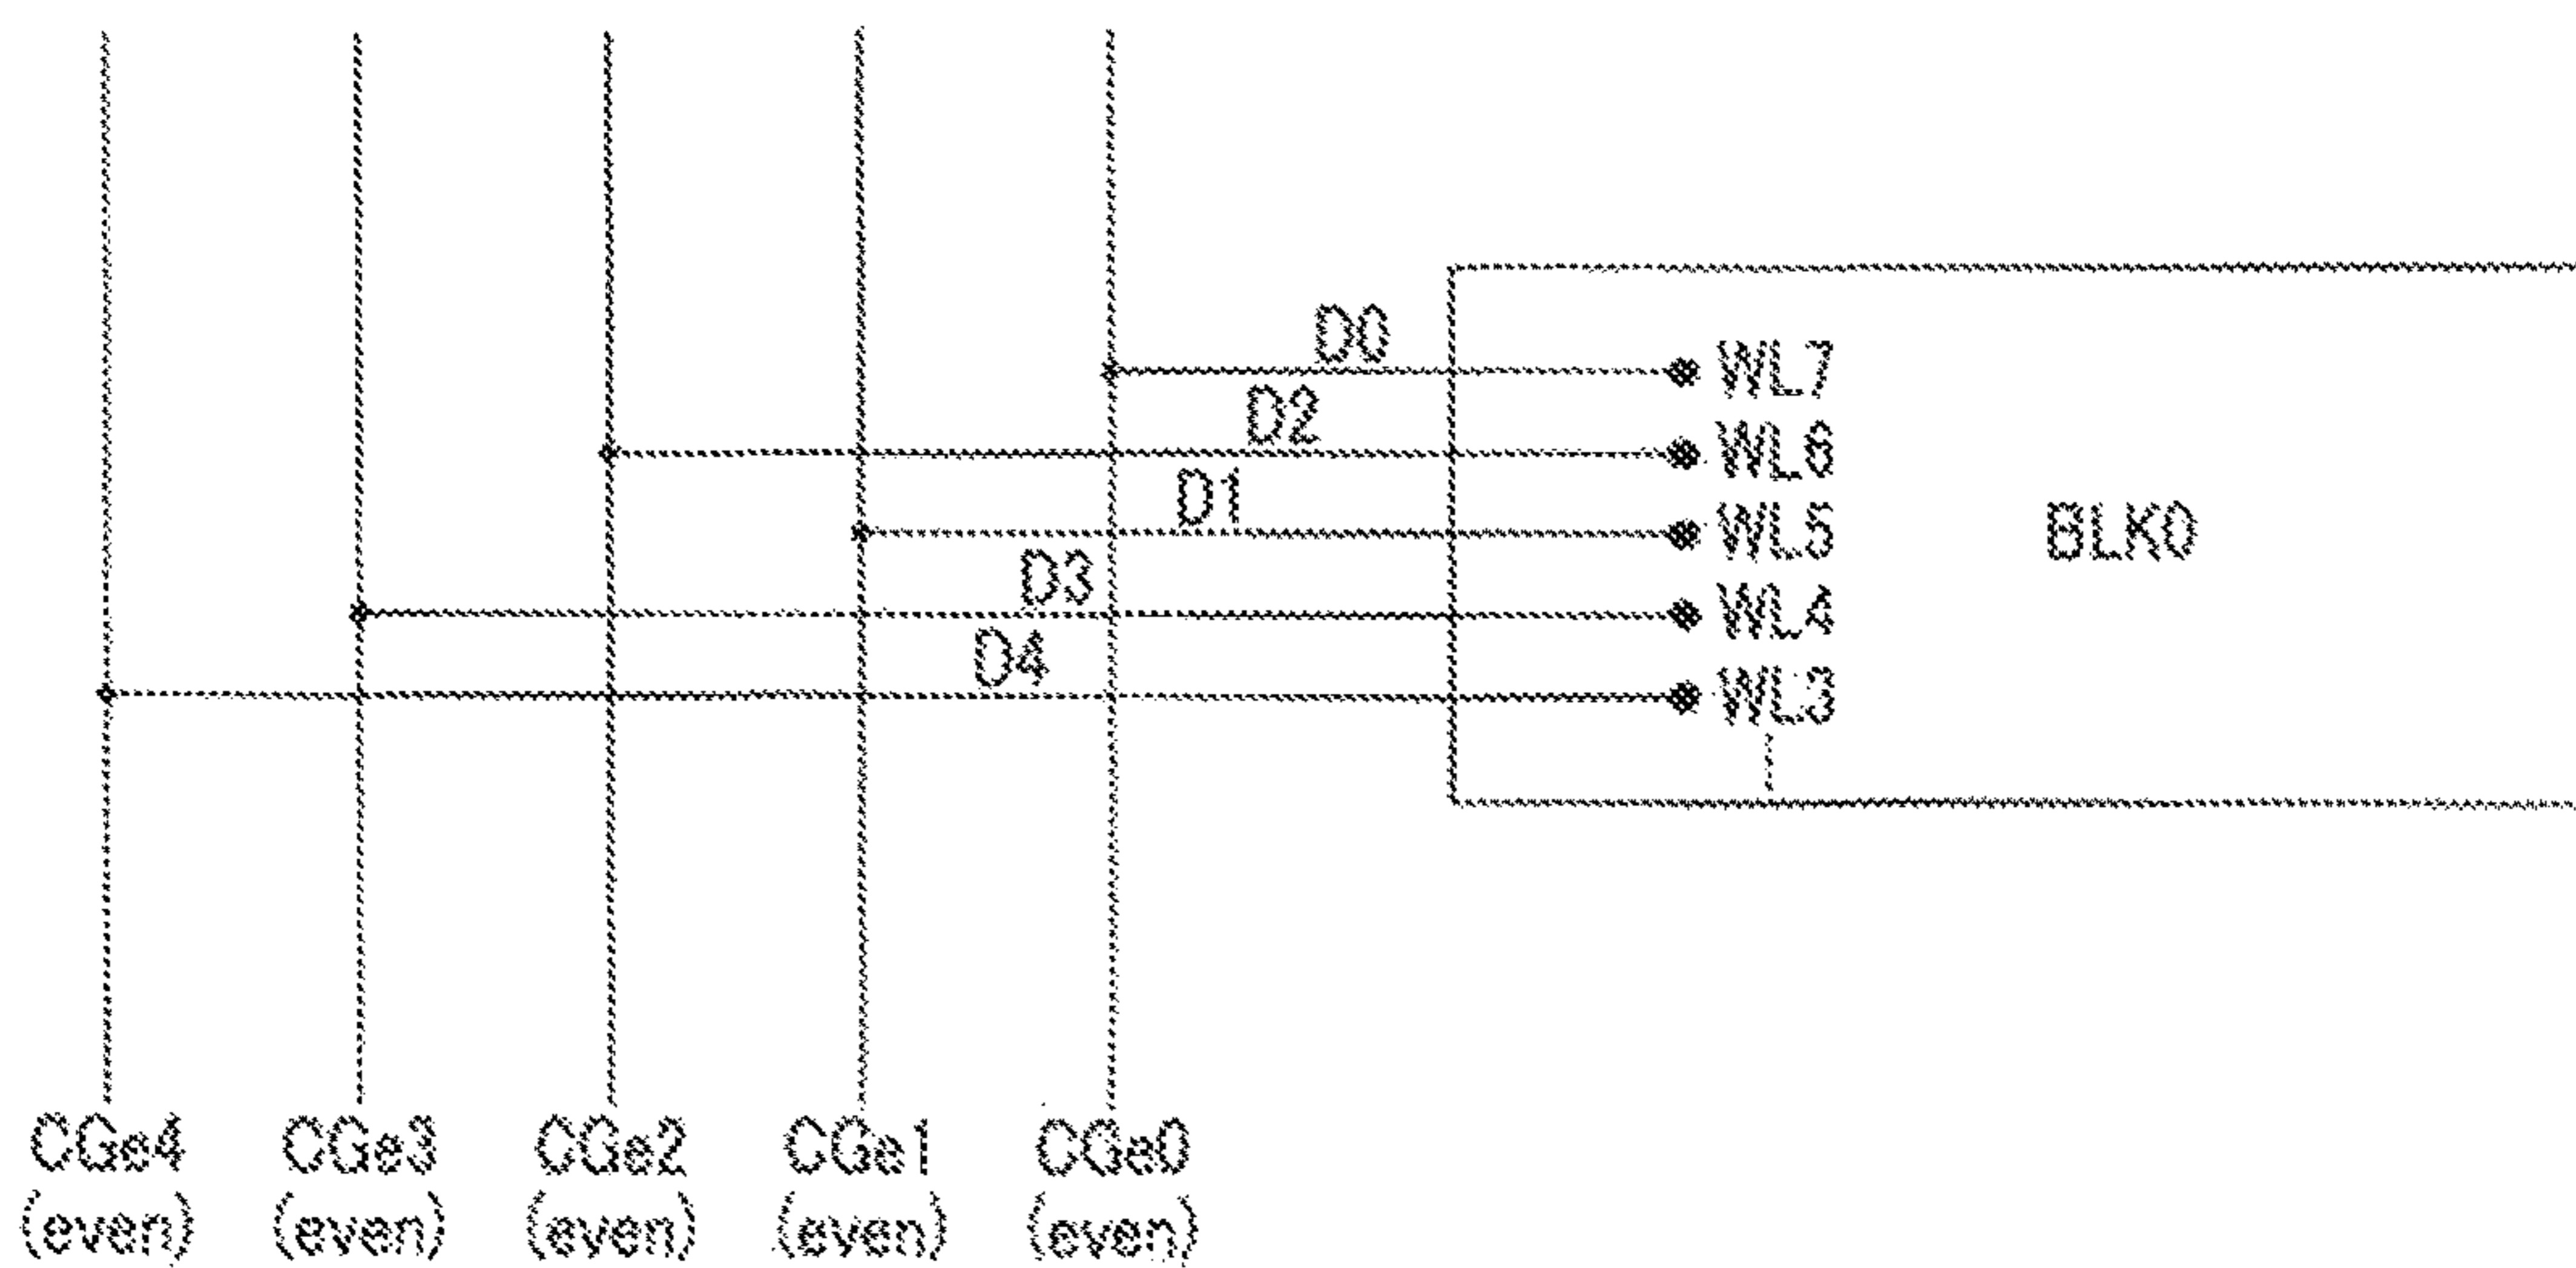 D0
WL7
D2
WL6
D1
WL5
BLK0
D3
WL4
D4
WL3
CGe4 CGe3 CGe2 CGe1 CGe0
(even) (even) (even) (even) (even)